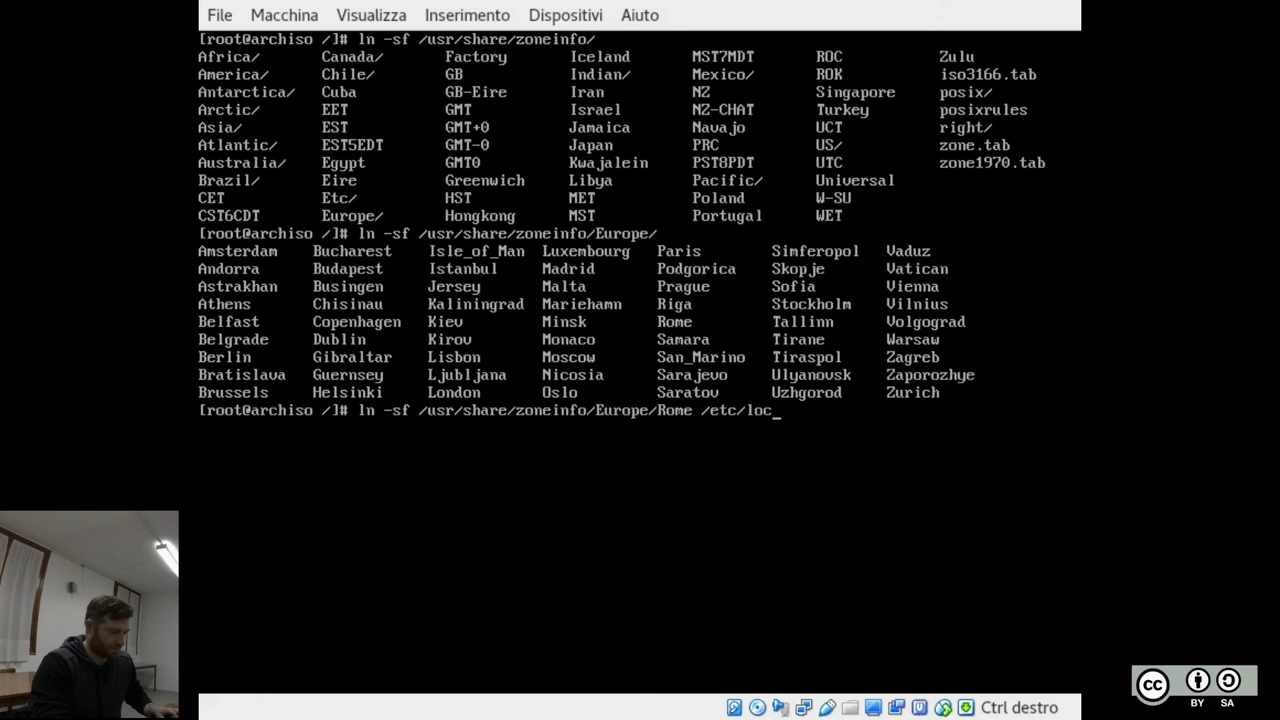 File Macchina Visualizza Inserimento Dispositivi Aiuto
[root@archiso /]# ln -sf /usr/share/zoneinfo/
Africa/ Canada/ Factory Iceland MST7MDT ROC Zulu
America/ Chile/ GB Indian/ Mexico/ ROK iso3166.tab
Antarctica/ Cuba GB-Eire Iran NZ Singapore posix/
Arctic/ EET GMT Israel NZ-CHAT Turkey posixrules
Asia/ EST GMT+0 Jamaica Navajo UCT right/
Atlantic/ EST5EDT GMT-0 Japan PRC US/ zone.tab
Australia/ Egypt GMT0 Kwajalein PST8PDT UTC zone1970.tab
Brazil/ Eire Greenwich Libya Pacific/ Universal
CET Etc/ HST MET Poland W-SU
CST6CDT Europe/ Hongkong MST Portugal WET
[root@archiso /]# ln -sf /usr/share/zoneinfo/Europe/
Amsterdam Bucharest Isle_of_Man Luxembourg Paris Simferopol Vaduz
Andorra Budapest Istanbul Madrid Podgorica Skopje Vatican
Astrakhan Busingen Jersey Malta Prague Sofia Vienna
Athens Chisinau Kaliningrad Mariehamn Riga Stockholm Vilnius
Belfast Copenhagen Kiev Minsk Rome Tallinn Volgograd
Belgrade Dublin Kirov Monaco Samara Tirane Warsaw
Berlin Gibraltar Lisbon Moscow San_Marino Tiraspol Zagreb
Bratislava Guernsey Ljubljana Nicosia Sarajevo Ulyanovsk Zaporozhye
Brussels Helsinki London Oslo Saratov Uzhgorod Zurich
[root@archiso /]# ln -sf /usr/share/zoneinfo/Europe/Rome /etc/loc_
Ctrl destro
cc BY SA